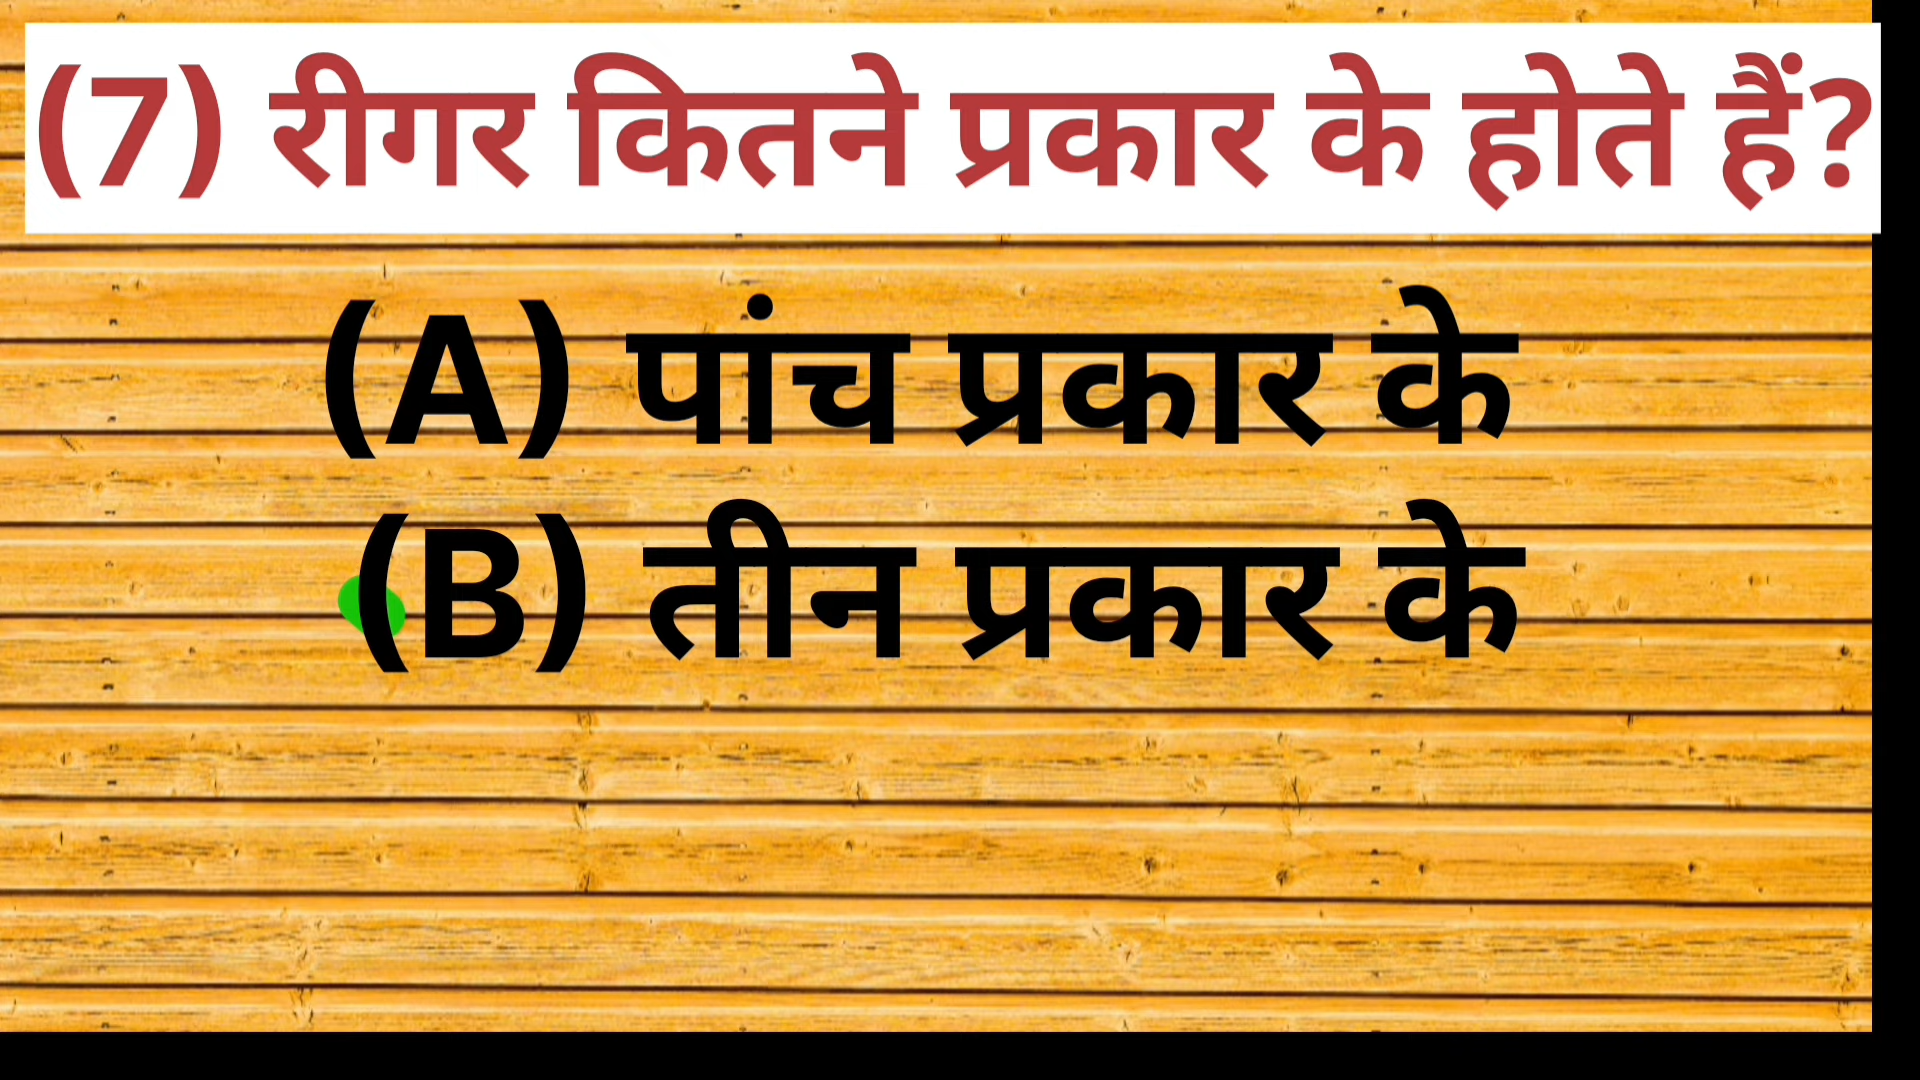 (7) रीगर कितने प्रकार के होते हैं?
(A) पांच प्रकार के
(B) तीन प्रकार के